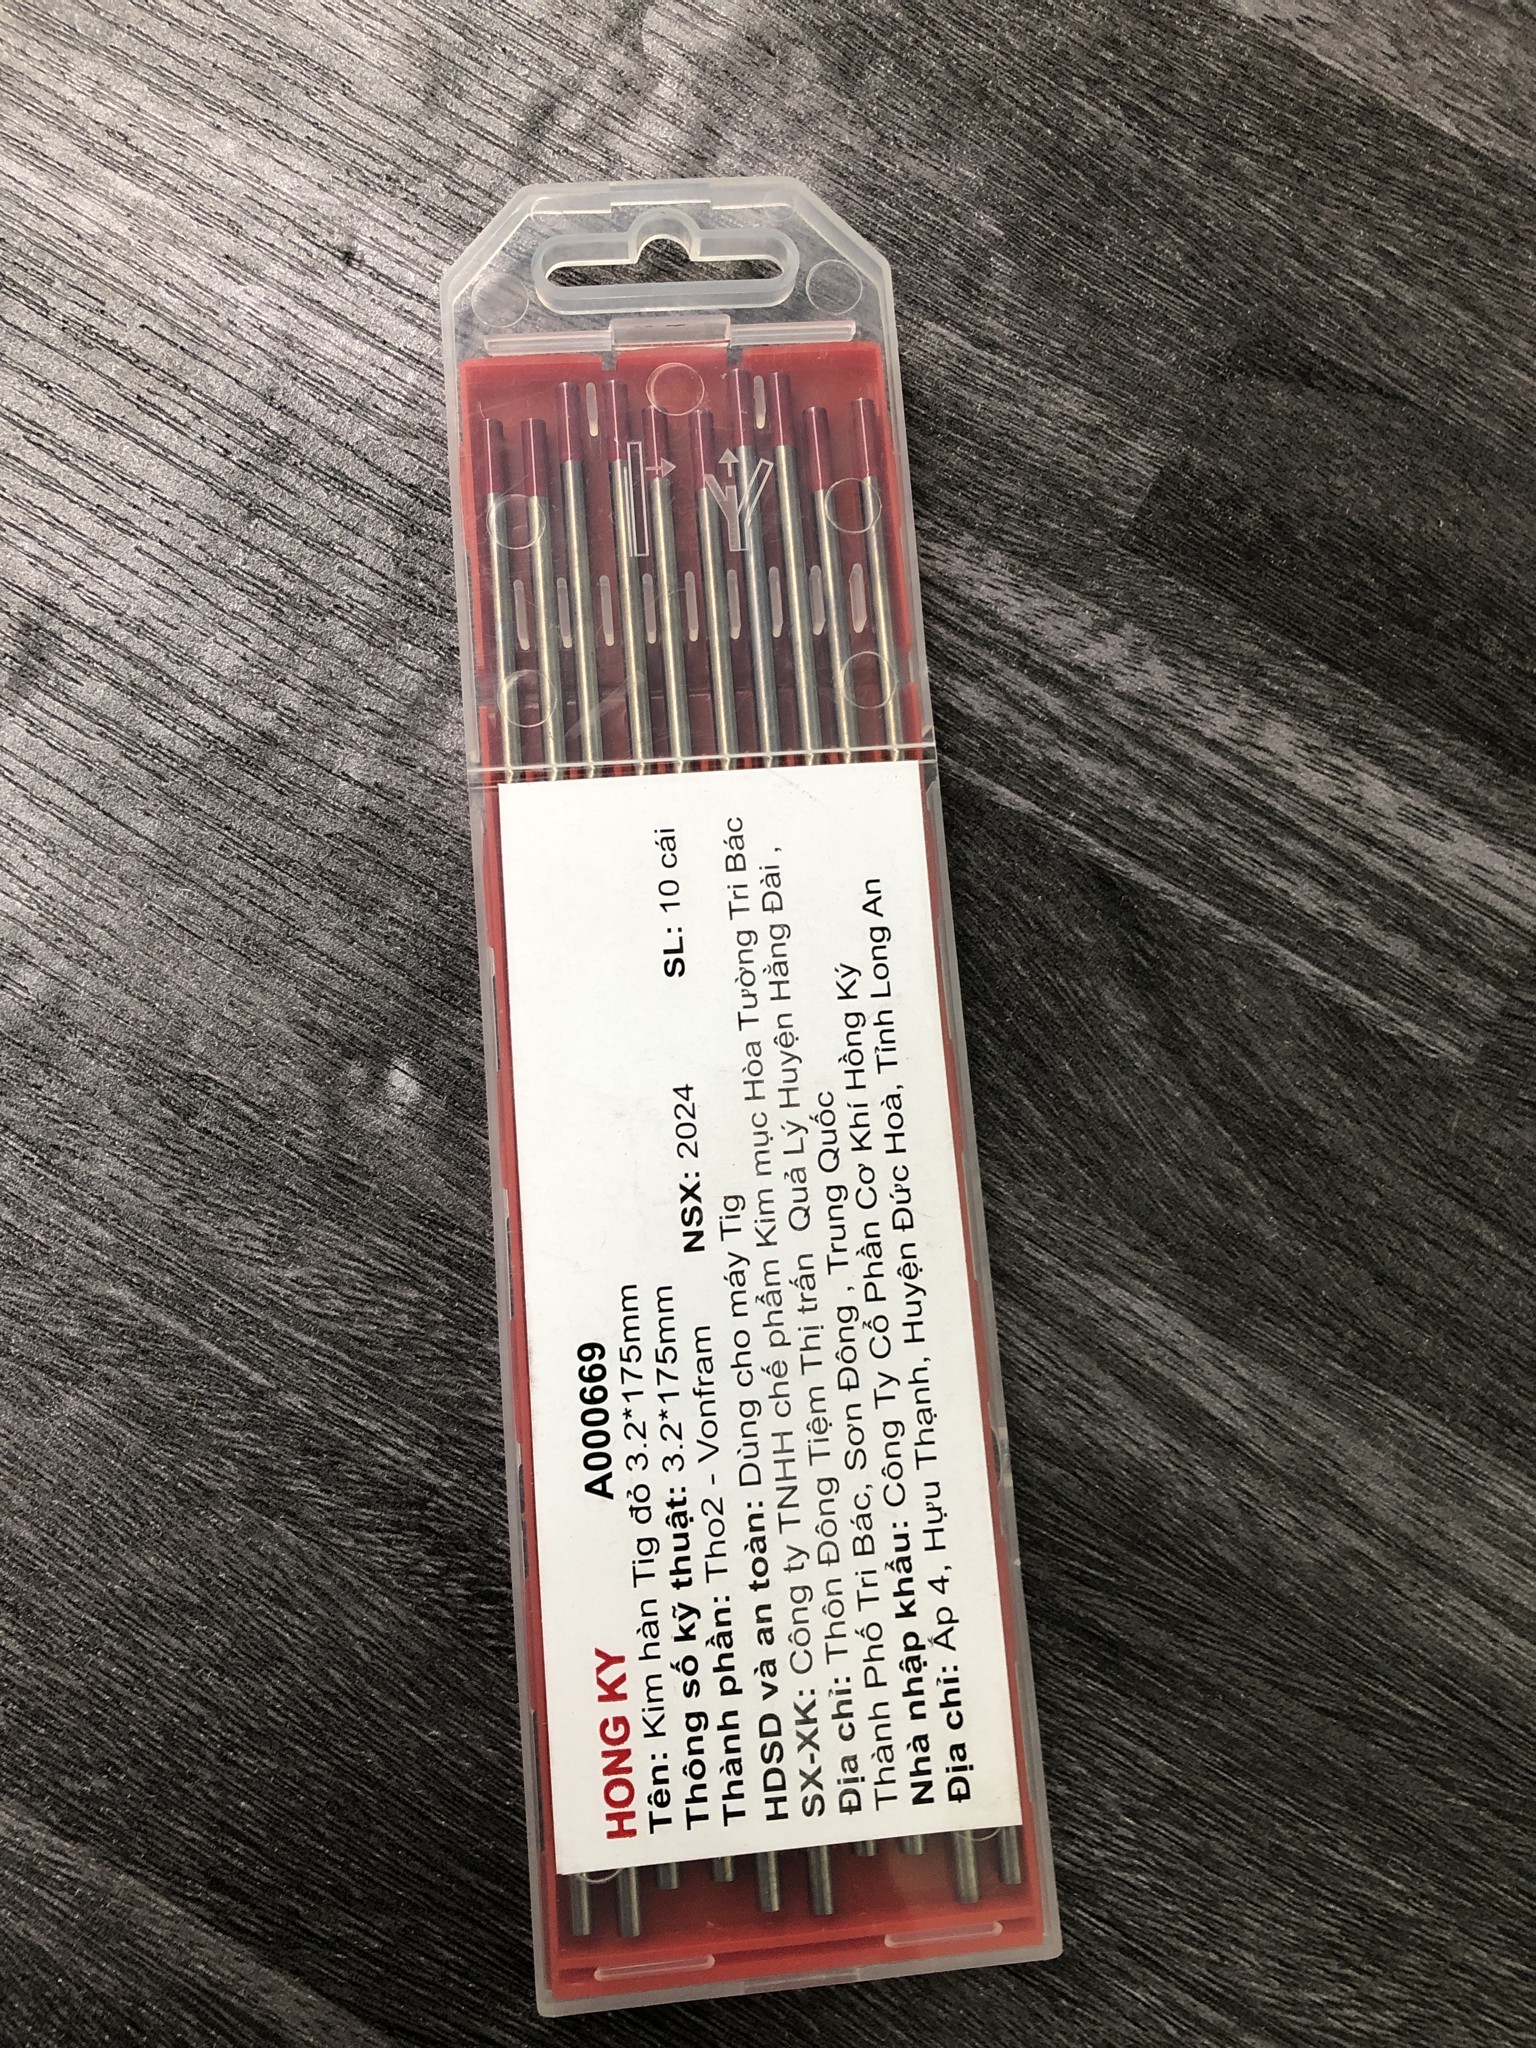 HONG KY A000669
Tên: Kim hàn Tig đỏ 3.2*175mm
Thông số kỹ thuật: 3.2*175mm
Thành phần: Tho2 - Vonfram NSX: 2024 SL: 10 cái
HDSD và an toàn: Dùng cho máy Tig
SX-XK: Công ty TNHH chế phẩm Kim mục Hòa Tường Tri Bác
Địa chỉ: Thôn Đông Tiệm Thị trấn Quả Lý Huyện Hằng Đài ,
Thành Phố Tri Bác, Sơn Đông , Trung Quốc
Nhà nhập khẩu: Công Ty Cổ Phần Cơ Khí Hồng Ký
Địa chỉ: Ấp 4, Hựu Thạnh, Huyện Đức Hoà, Tỉnh Long An